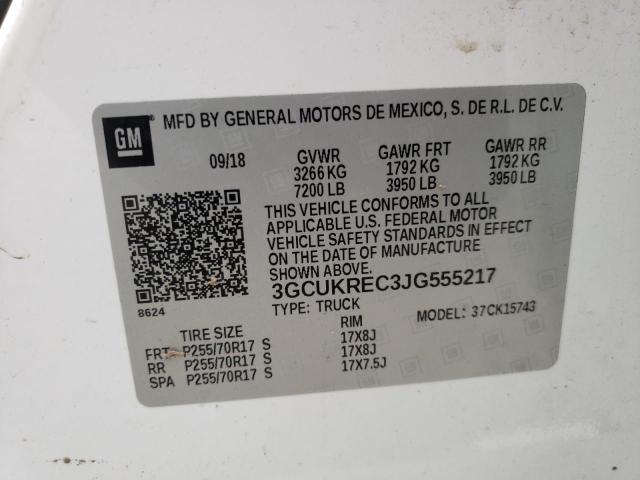 GM
MFD BY GENERAL MOTORS DE MEXICO, S. DE R.L. DE C.V.
09/18 GVWR GAWR FRT GAWR RR
3266 KG 1792 KG 1792 KG
7200 LB 3950 LB 3950 LB
THIS VEHICLE CONFORMS TO ALL
APPLICABLE U.S. FEDERAL MOTOR
VEHICLE SAFETY STANDARDS IN EFFECT
ON THE DATE OF MANUFACTURE
SHOWN ABOVE.
8624
3GCUKREC3JG555217
TYPE: TRUCK MODEL: 37CK15743
TIRE SIZE RIM
FRT P255/70R17 S 17X8J
RR P255/70R17 S 17X8J
SPA P255/70R17 S 17X7.5J